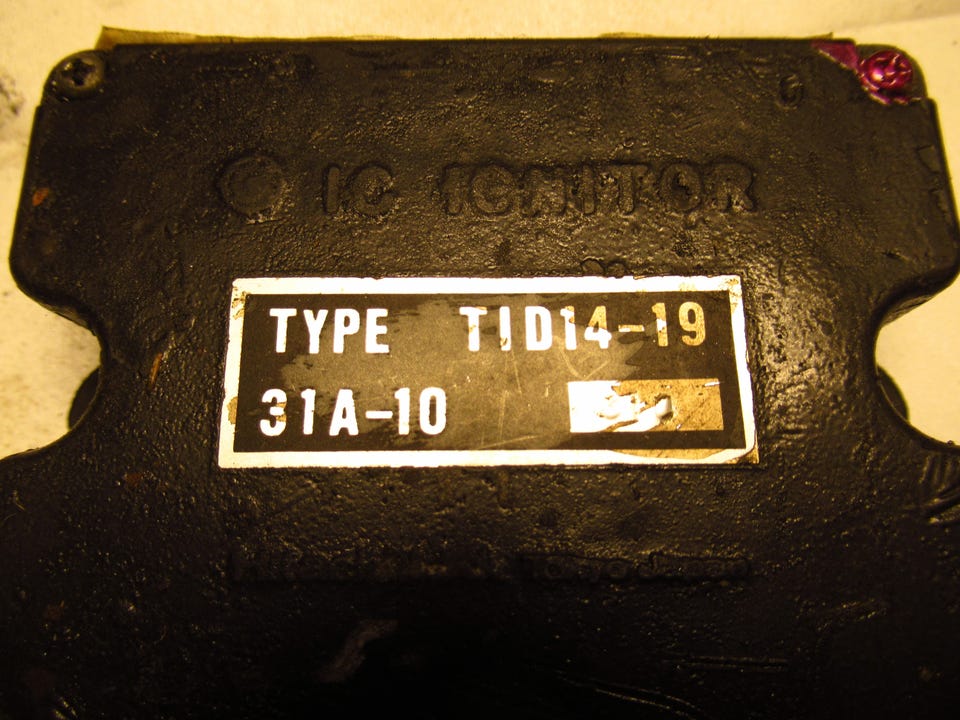 IC IGNITOR
TYPE TID14-19
31A-10